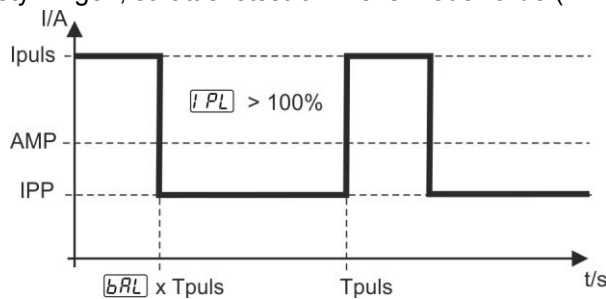 I/A
Ipuls
IPL > 100%
AMP
IPP
bAL x Tpuls
Tpuls
t/s